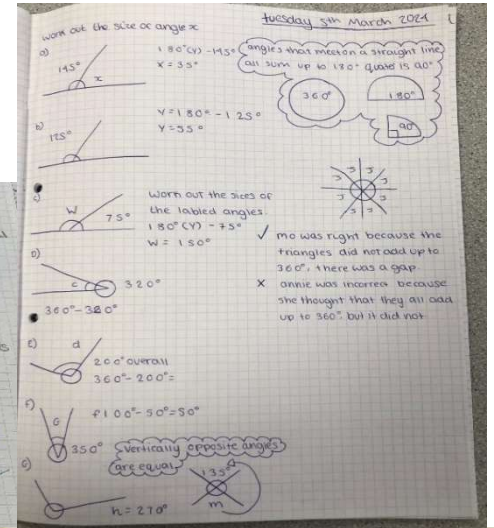 tuesday 5th March 2024
work out the size of angle x
a)
145°
x
180°(Y) - 145°
x = 35°
angles that meet on a straight line
all sum up to 180°
360°
180°
90°
b)
125°
Y = 180° - 125°
Y = 55°
c)
W
75°
Work out the sizes of
the labled angles.
180°(Y) - 75°
W = 150°
✓ mo was right because the
triangles did not add up to
360°, there was a gap.
x annie was incorrect because
she thought that they all add
up to 360°. but it did not
D)
c
320°
360° - 320°
E)
d
200° overall
360° - 200° =
F)
G
350°
f 100° - 50° = 50°
vertically opposite angles
are equal
G)
h = 270°
135°
m